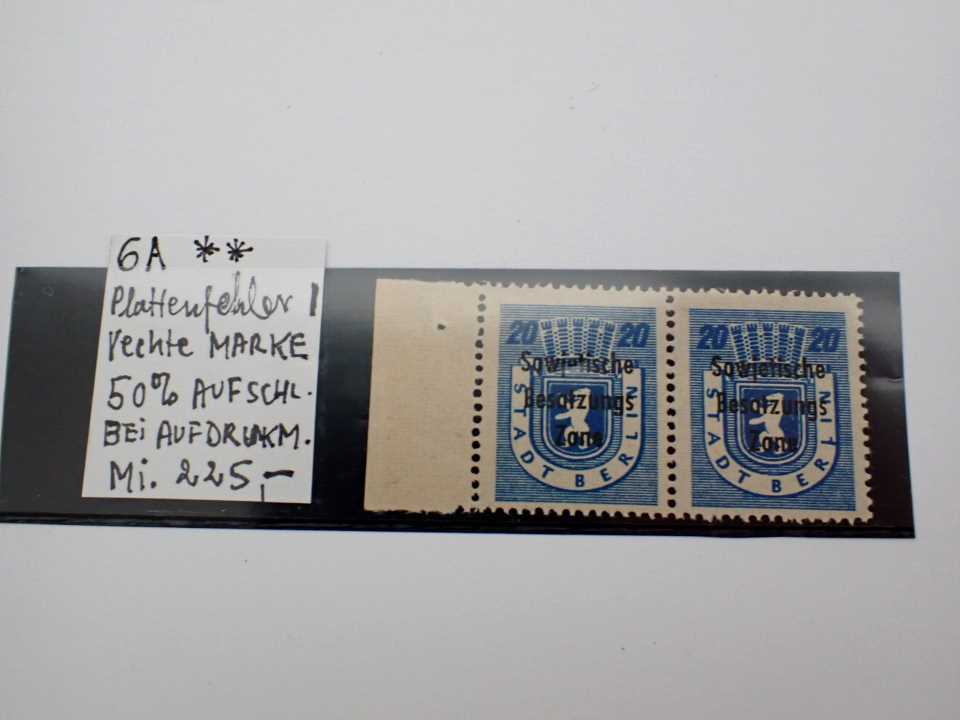 6A **
Plattenfehler I
rechte MARKE
50% AUFSCHL.
BEi AUFDRUKM.
Mi. 225,-
20 20
Sowjetische
Besatzungs
Zone
STADT BERLIN
20 20
Sowjetische
Besatzungs
Zone
STADT BERLIN